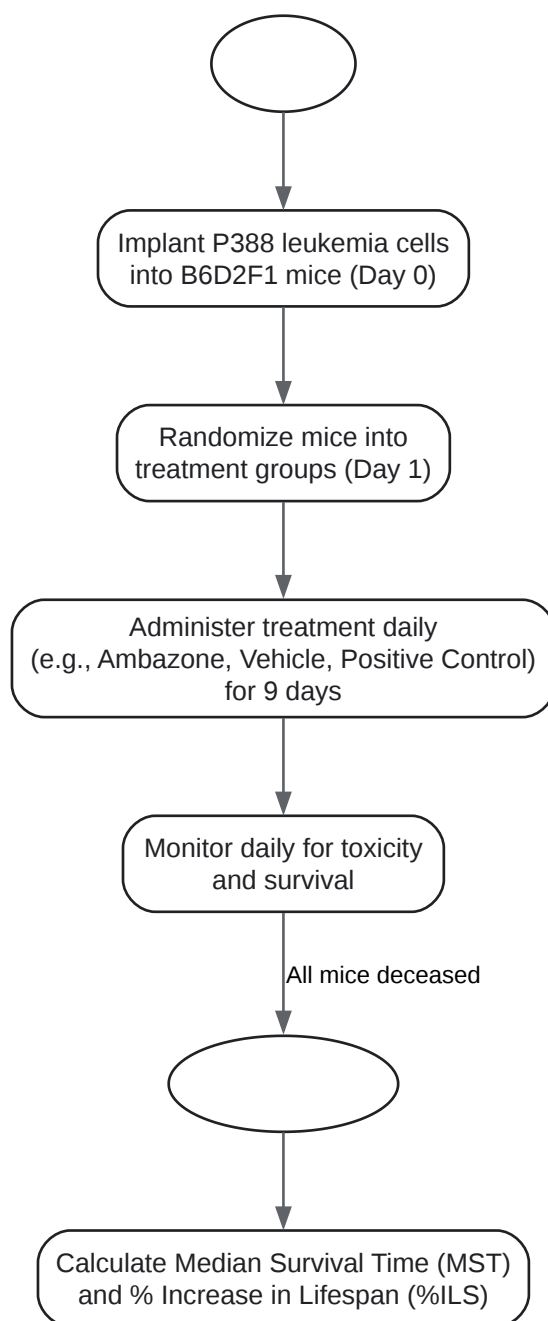 Implant P388 leukemia cells
into B6D2F1 mice (Day 0)
Randomize mice into
treatment groups (Day 1)
Administer treatment daily
(e.g., Ambazone, Vehicle, Positive Control)
for 9 days
Monitor daily for toxicity
and survival
All mice deceased
Calculate Median Survival Time (MST)
and % Increase in Lifespan (%ILS)